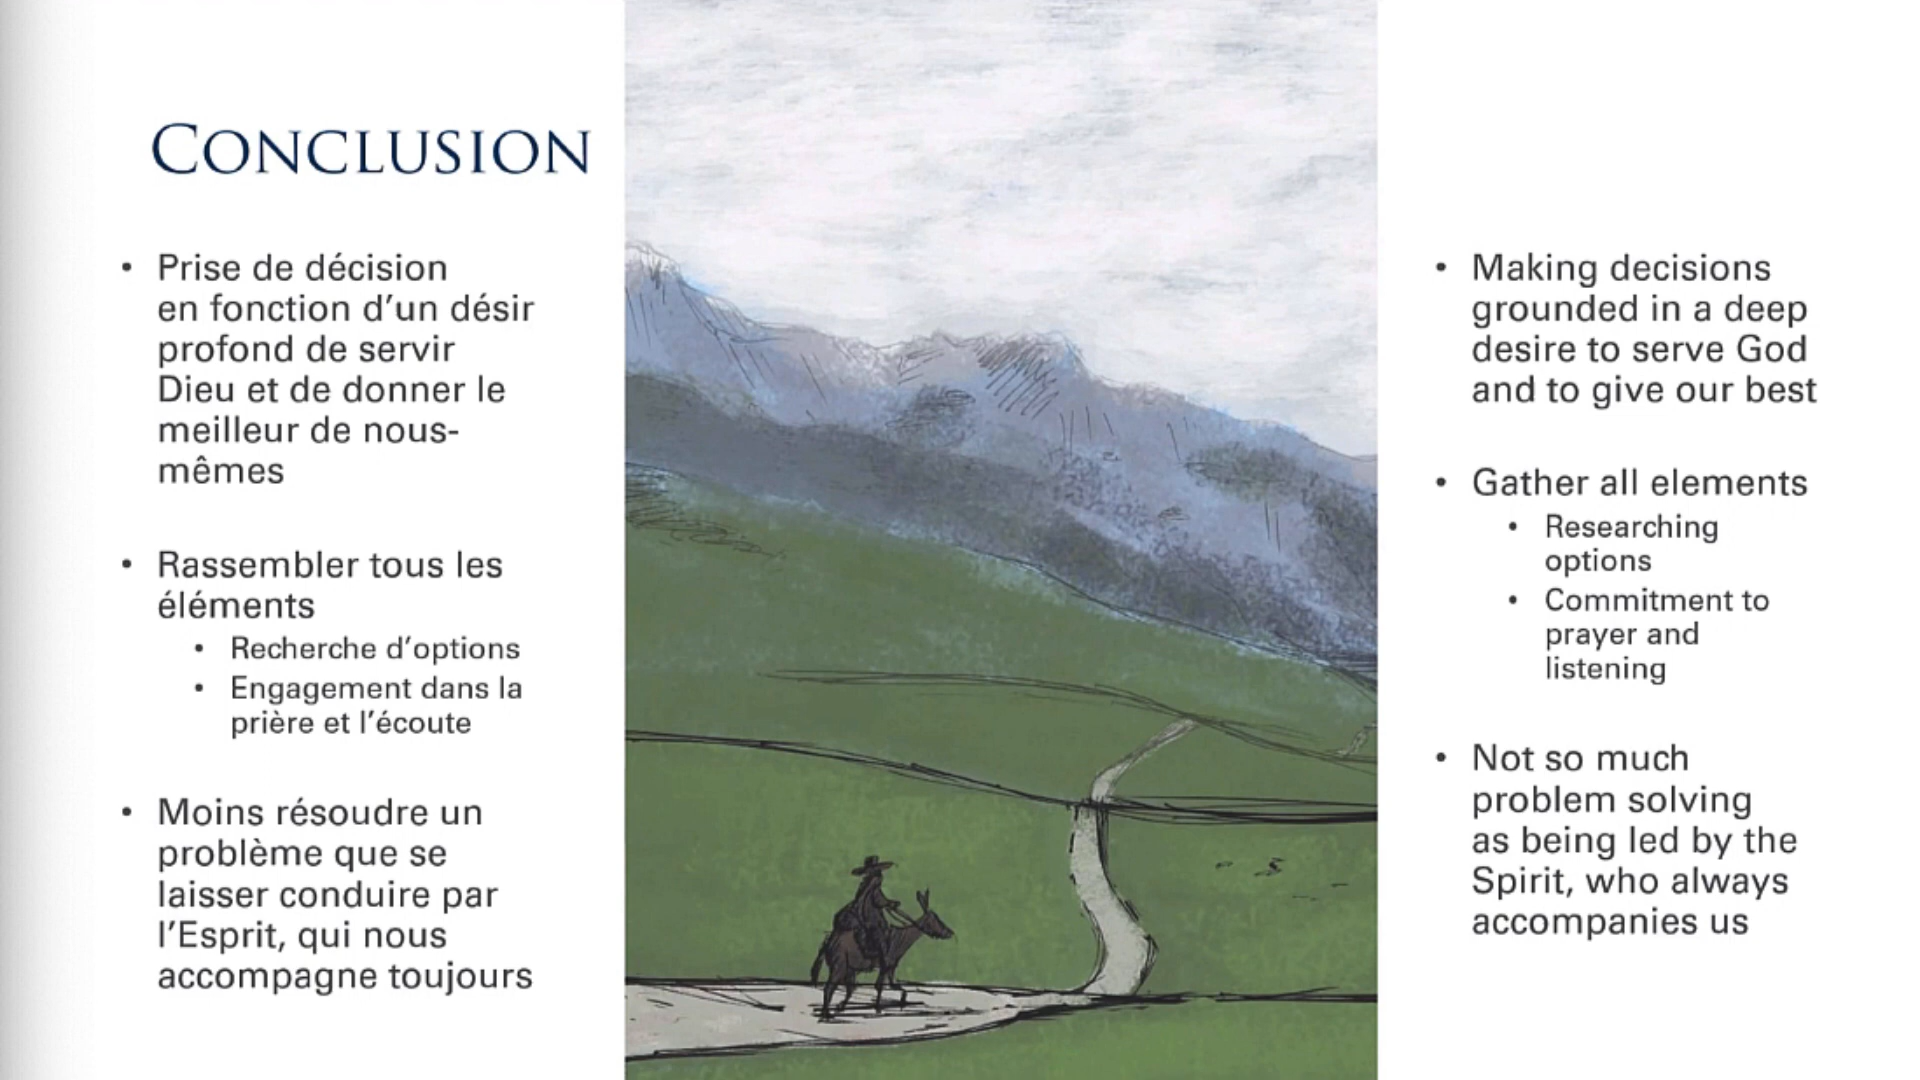 CONCLUSION
• Prise de décision
en fonction d'un désir
profond de servir
Dieu et de donner le
meilleur de nous-
mêmes
• Rassembler tous les
éléments
• Recherche d'options
• Engagement dans la
prière et l'écoute
• Moins résoudre un
problème que se
laisser conduire par
l'Esprit, qui nous
accompagne toujours
• Making decisions
grounded in a deep
desire to serve God
and to give our best
• Gather all elements
• Researching
options
• Commitment to
prayer and
listening
• Not so much
problem solving
as being led by the
Spirit, who always
accompanies us